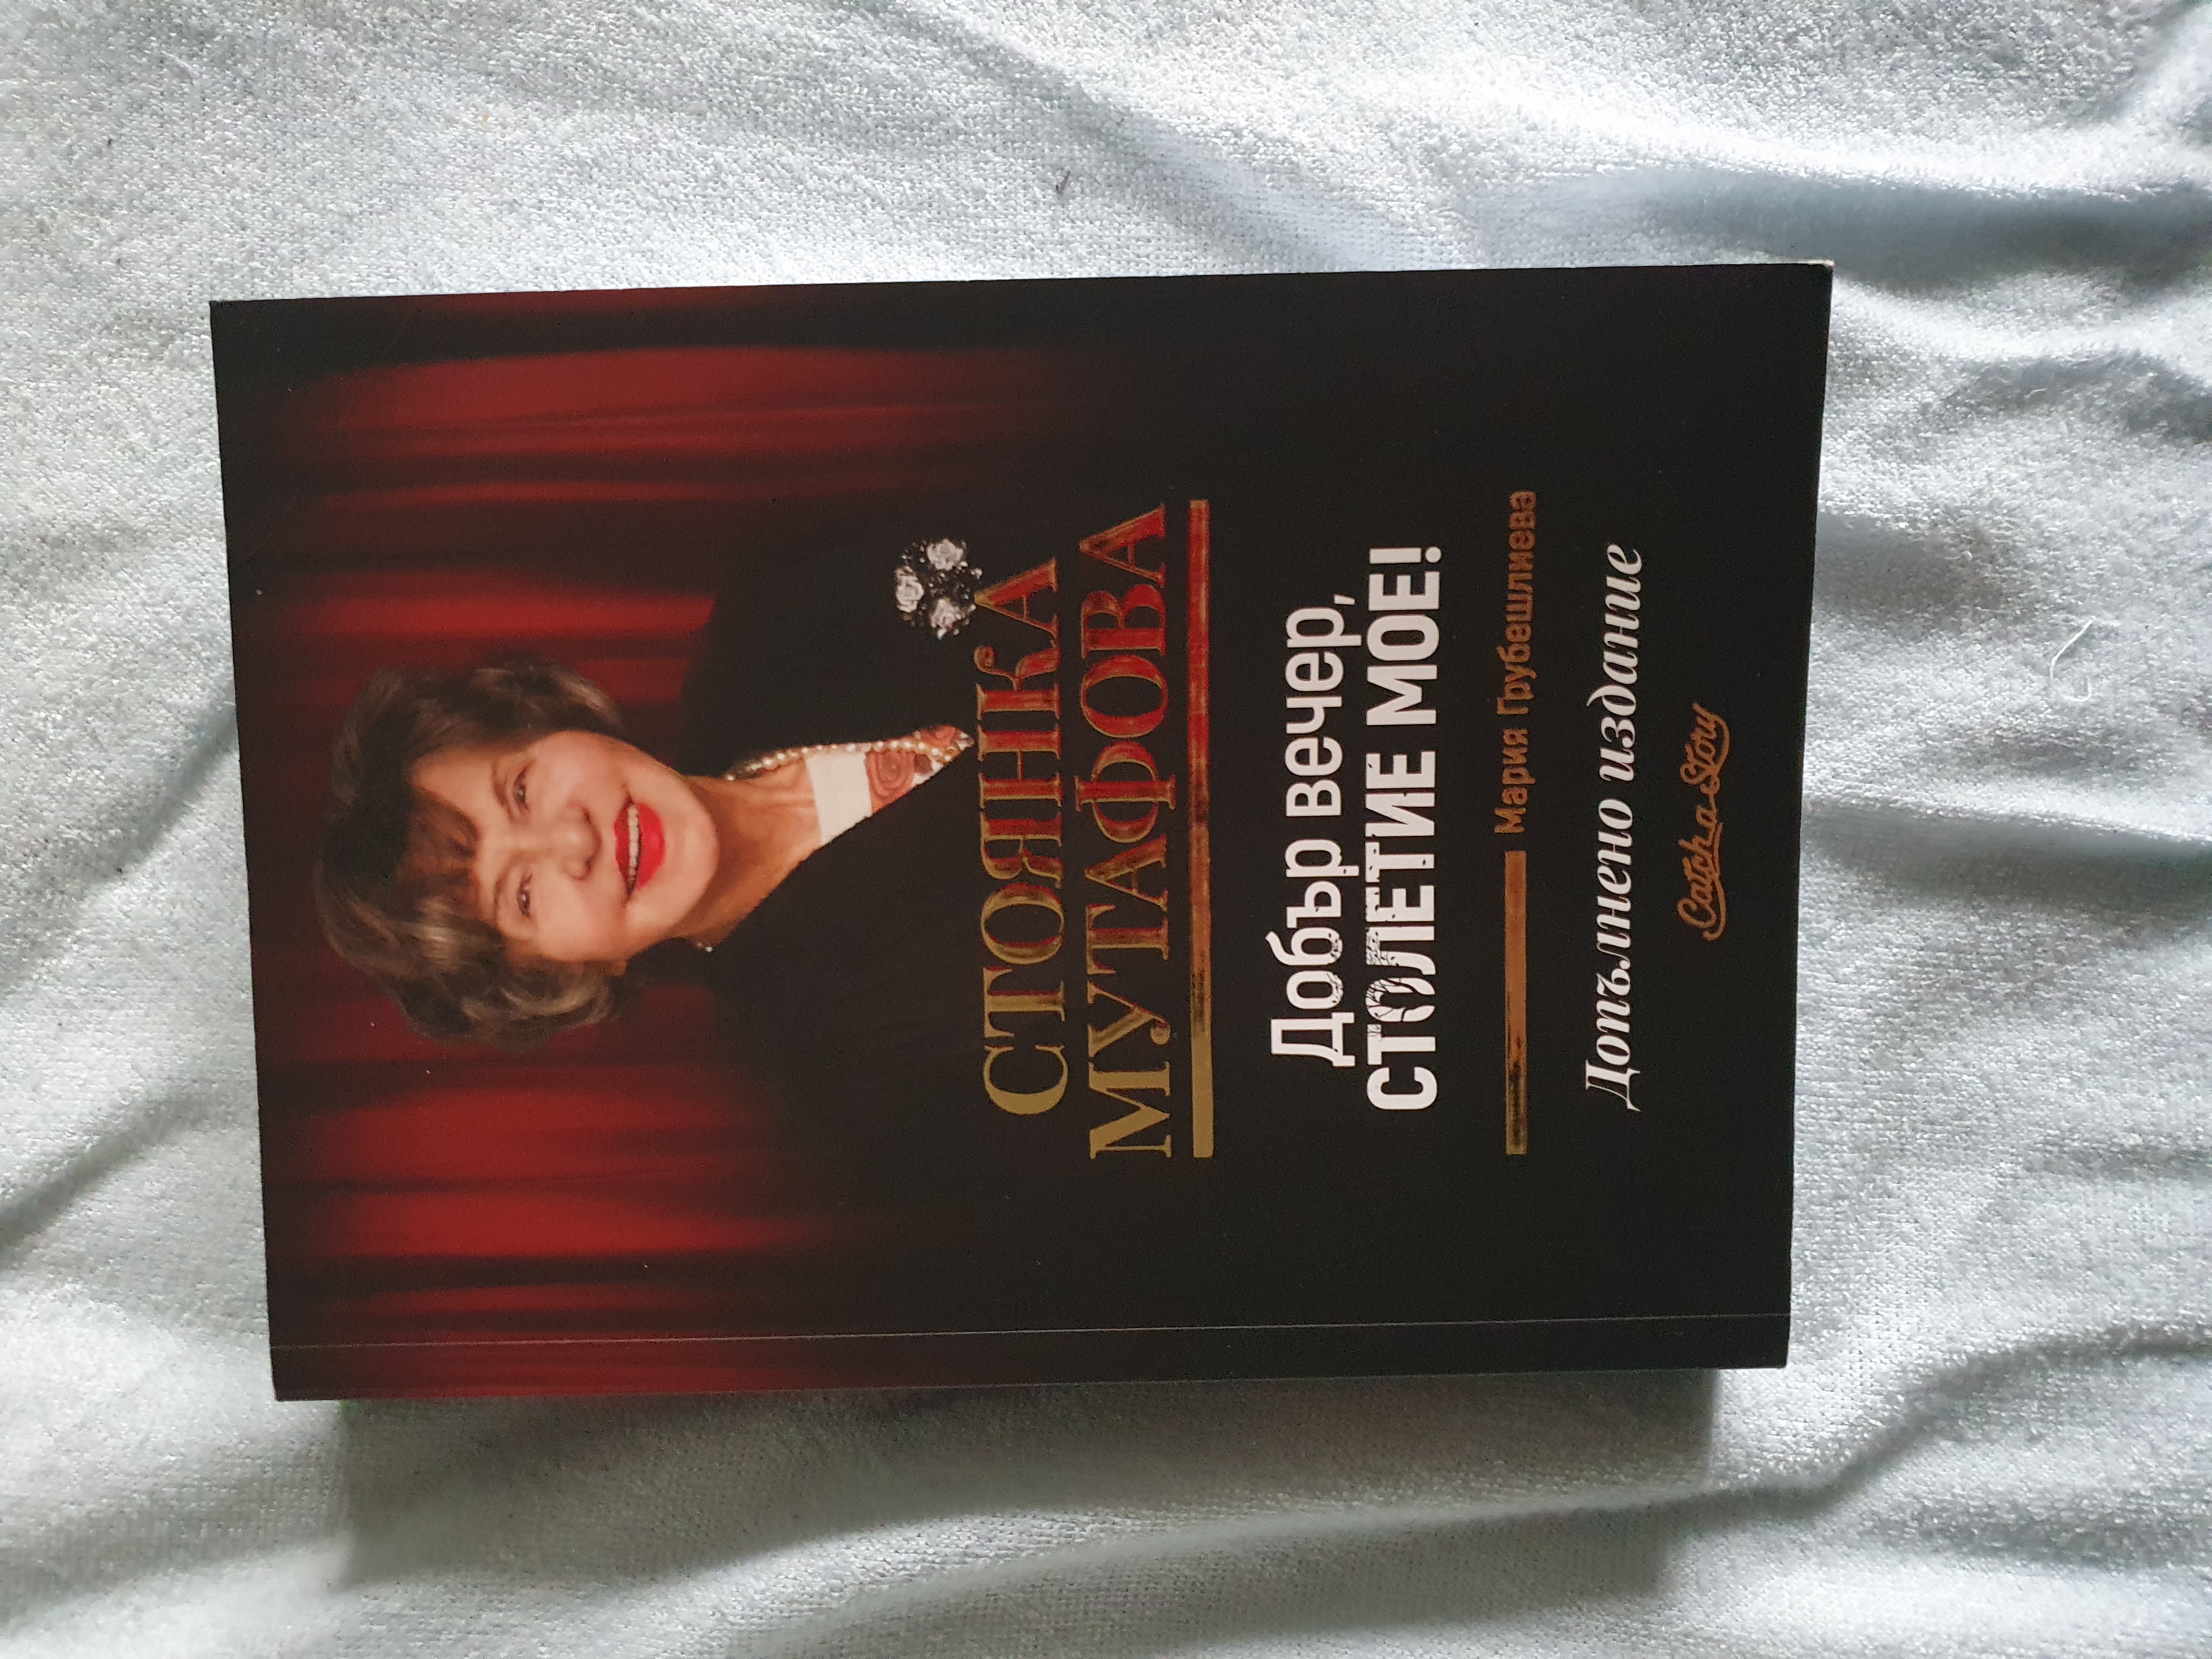 СТОЯНКА
МУТАФОВА
Добър вечер,
СТОЛЕТИЕ МОЕ!
Мария Грубешлиева
Допълнено издание
Catch a Story